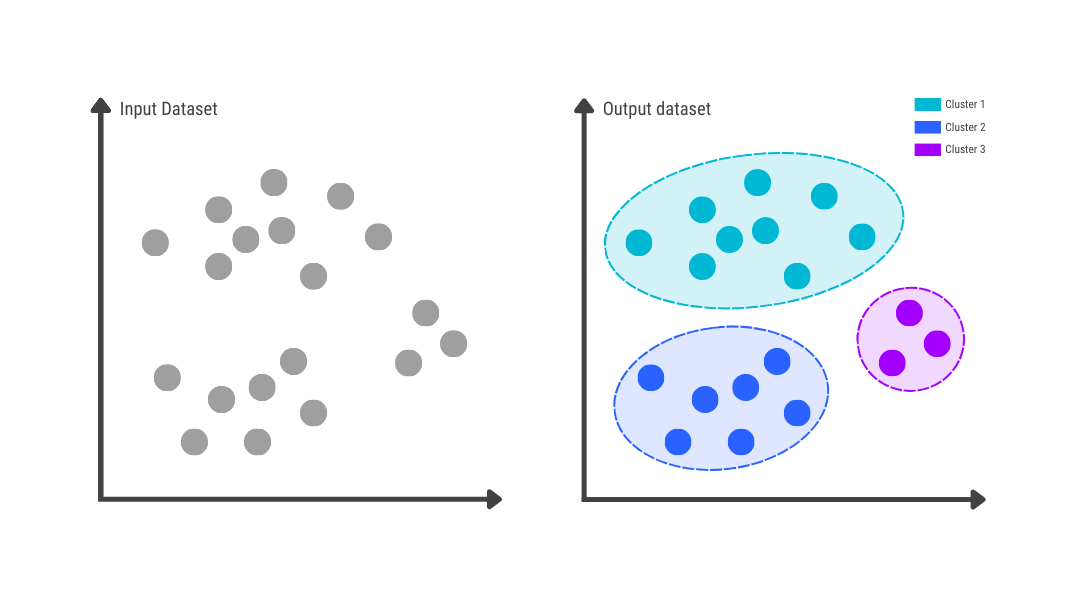 Input Dataset
Output dataset
Cluster 1
Cluster 2
Cluster 3